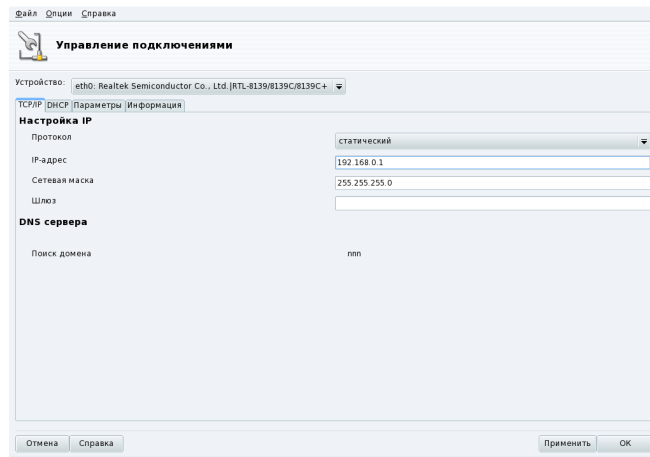 Файл Опции Справка
Управление подключениями
Устройство: eth0: Realtek Semiconductor Co., Ltd.|RTL-8139/8139C/8139C+
TCP/IP DHCP Параметры Информация
Настройка IP
Протокол статический
IP-адрес 192.168.0.1
Сетевая маска 255.255.255.0
Шлюз
DNS сервера
Поиск домена nnn
Отмена Справка Применить OK